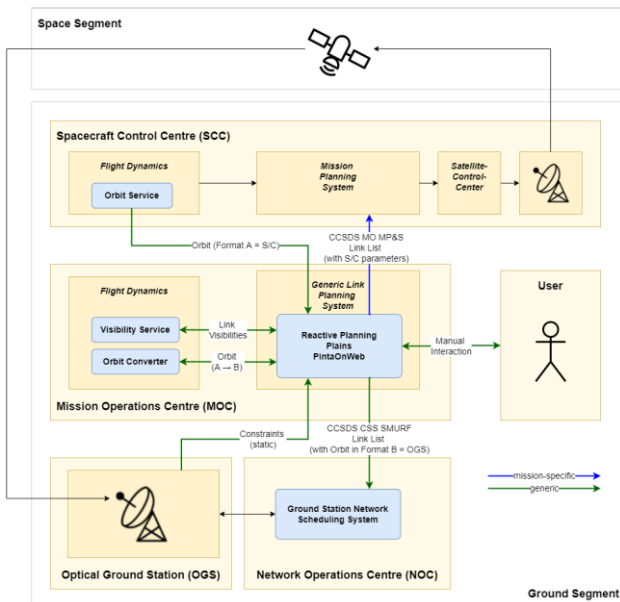 Space Segment
Spacecraft Control Centre (SCC)
Flight Dynamics
Orbit Service
Mission
Planning
System
Satellite-
Control-
Center
Orbit (Format A = S/C)
CCSDS MO MP&S
Link List
(with S/C parameters)
Flight Dynamics
Visibility Service
Orbit Converter
Link
Visibilities
Orbit
(A → B)
Generic Link
Planning
System
Reactive Planning
Plains
PintaOnWeb
Manual
Interaction
User
Mission Operations Centre (MOC)
Constraints
(static)
CCSDS CSS SMURF
Link List
(with Orbit in Format B = OGS)
mission-specific
generic
Ground Station Network
Scheduling System
Optical Ground Station (OGS)
Network Operations Centre (NOC)
Ground Segment